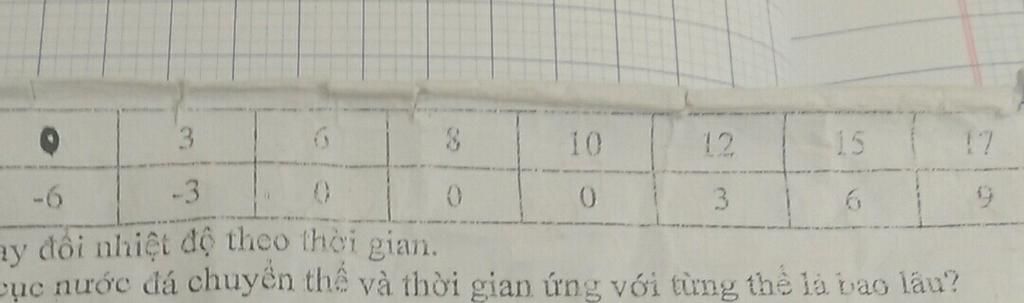 0 3 6 8 10 12 15 17
-6 -3 0 0 0 3 6 9
đổi nhiệt độ theo thời gian.
cục nước đá chuyển thể và thời gian ứng với từng thể là bao lâu?